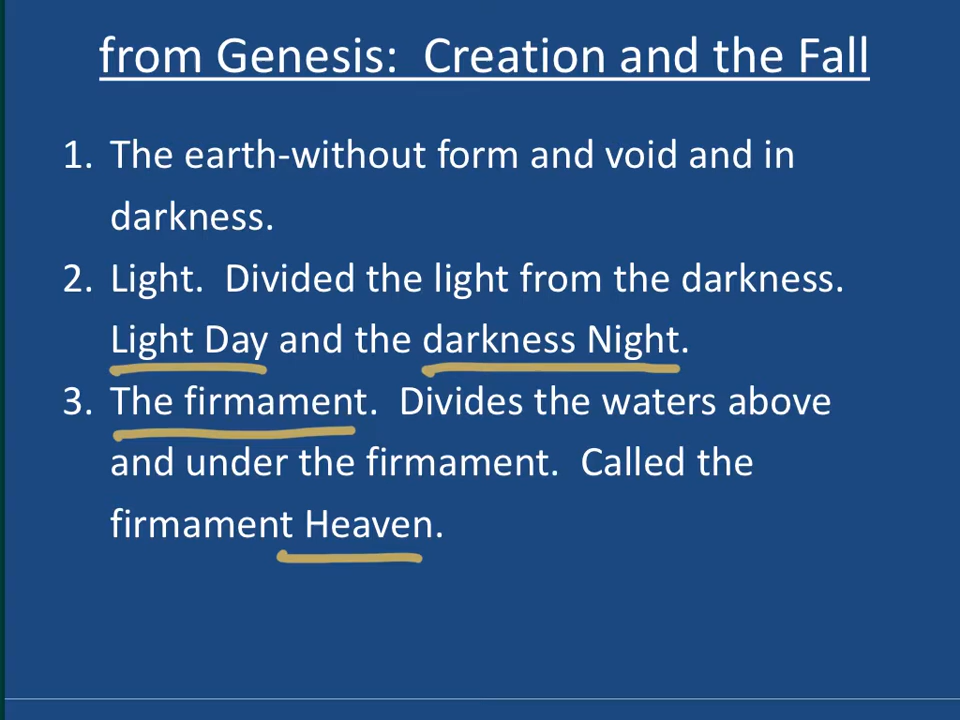 from Genesis:  Creation and the Fall
1. The earth-without form and void and in
darkness.
2. Light.  Divided the light from the darkness.
Light Day and the darkness Night.
3. The firmament.  Divides the waters above
and under the firmament.  Called the
firmament Heaven.